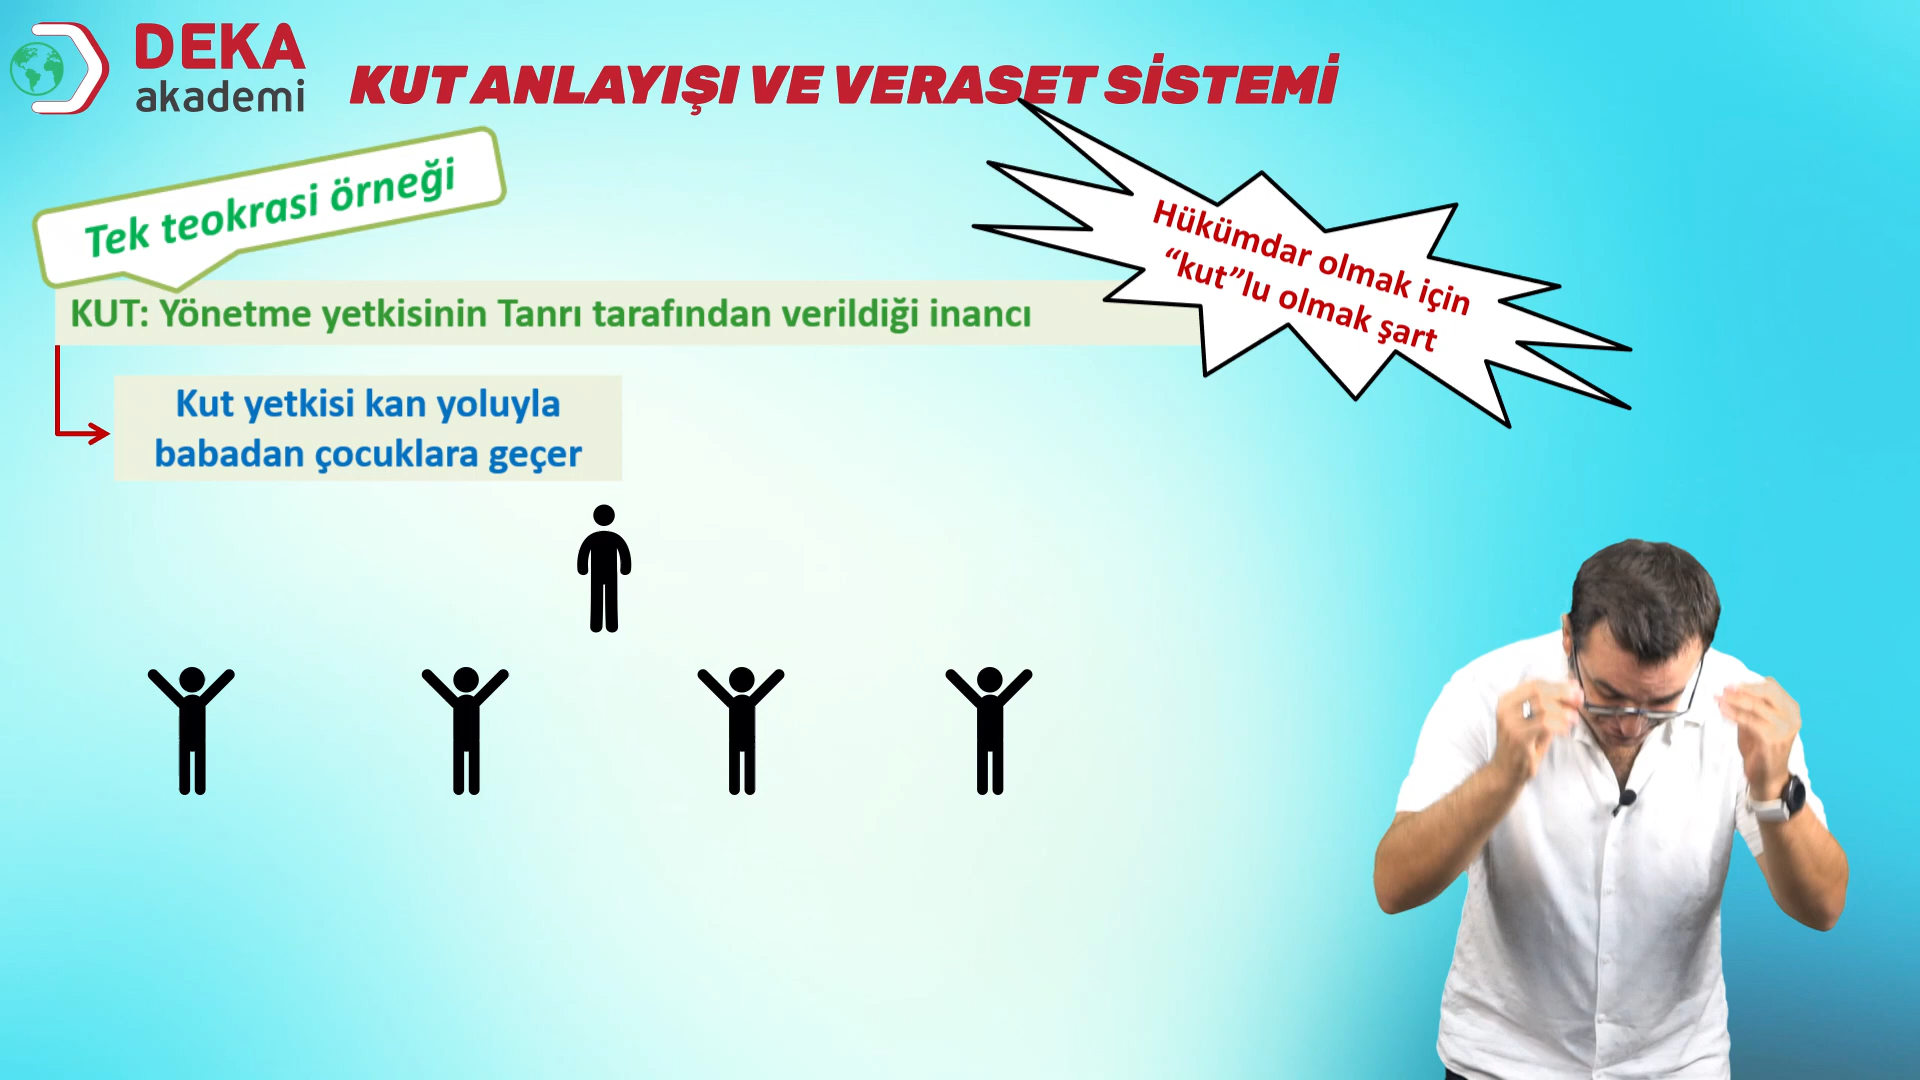 DEKA
akademi
KUT ANLAYIŞI VE VERASET SİSTEMİ
Tek teokrasi örneği
Hükümdar olmak için
“kut”lu olmak şart
KUT: Yönetme yetkisinin Tanrı tarafından verildiği inancı
Kut yetkisi kan yoluyla
babadan çocuklara geçer